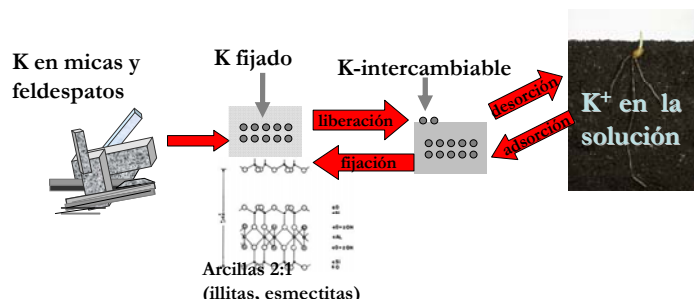 K en micas y
feldespatos
K fijado
K-intercambiable
liberación
fijación
desorción
adsorción
K+ en la
solución
Arcillas 2:1
(illitas, esmectitas)